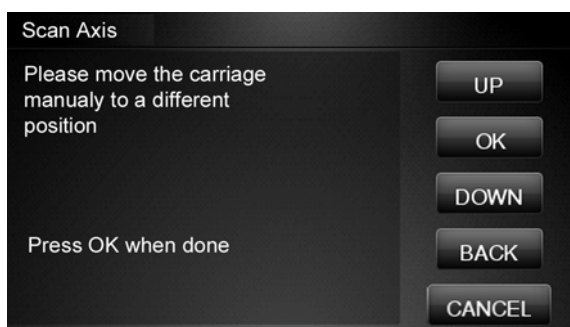 Scan Axis
Please move the carriage
manualy to a different
position
Press OK when done
UP
OK
DOWN
BACK
CANCEL